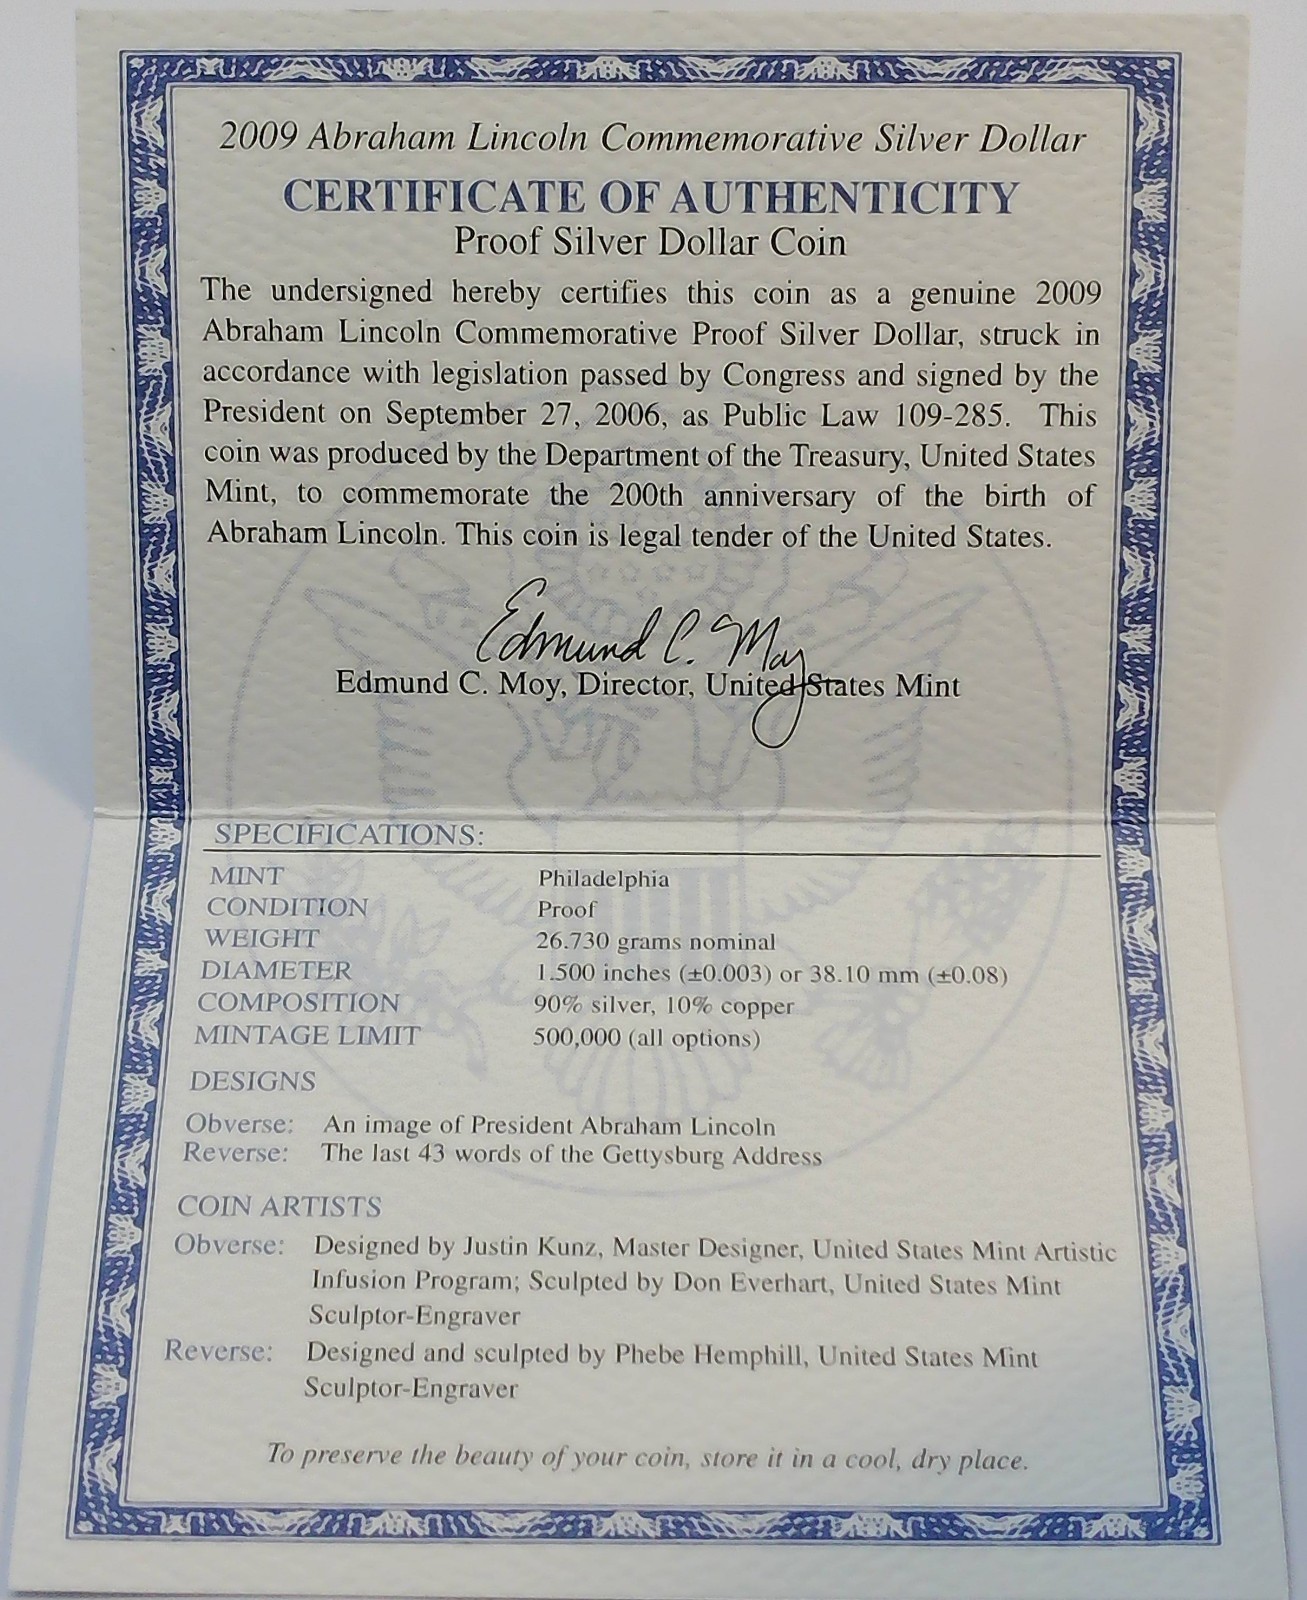 2009 Abraham Lincoln Commemorative Silver Dollar
CERTIFICATE OF AUTHENTICITY
Proof Silver Dollar Coin
The undersigned hereby certifies this coin as a genuine 2009
Abraham Lincoln Commemorative Proof Silver Dollar, struck in
accordance with legislation passed by Congress and signed by the
President on September 27, 2006, as Public Law 109-285. This
coin was produced by the Department of the Treasury, United States
Mint, to commemorate the 200th anniversary of the birth of
Abraham Lincoln. This coin is legal tender of the United States.
Edmund C. Moy
Edmund C. Moy, Director, United States Mint
SPECIFICATIONS:
MINT Philadelphia
CONDITION Proof
WEIGHT 26.730 grams nominal
DIAMETER 1.500 inches (±0.003) or 38.10 mm (±0.08)
COMPOSITION 90% silver, 10% copper
MINTAGE LIMIT 500,000 (all options)
DESIGNS
Obverse: An image of President Abraham Lincoln
Reverse: The last 43 words of the Gettysburg Address
COIN ARTISTS
Obverse: Designed by Justin Kunz, Master Designer, United States Mint Artistic
Infusion Program; Sculpted by Don Everhart, United States Mint
Sculptor-Engraver
Reverse: Designed and sculpted by Phebe Hemphill, United States Mint
Sculptor-Engraver
To preserve the beauty of your coin, store it in a cool, dry place.